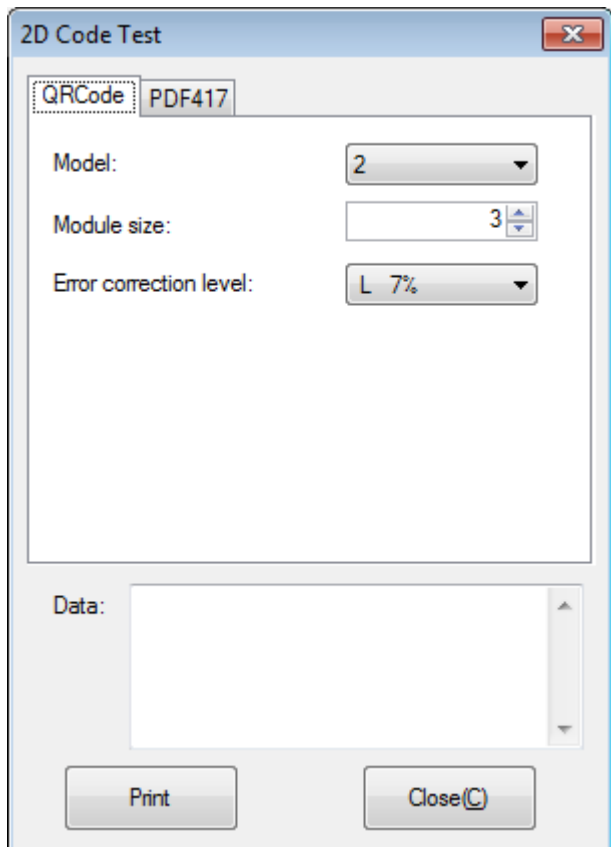 2D Code Test
QRCode PDF417
Model: 2
Module size: 3
Error correction level: L 7%
Data:
Print Close(C)